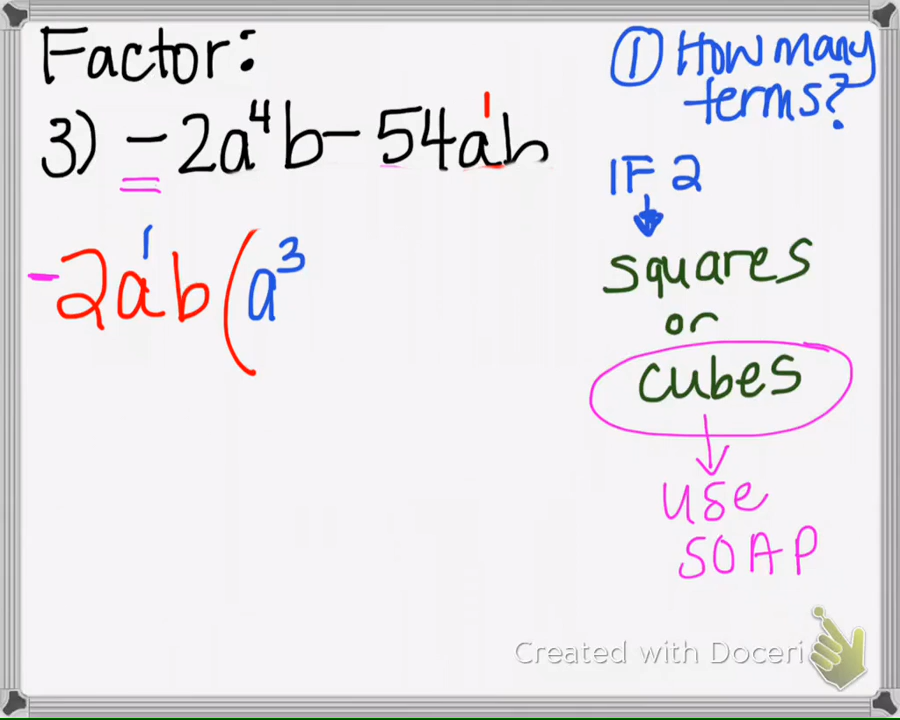 Factor:
3) -2a⁴b - 54a¹b
-2a¹b(a³
① How many
terms?
IF 2
squares
or
cubes
use
SOAP
Created with Doceri